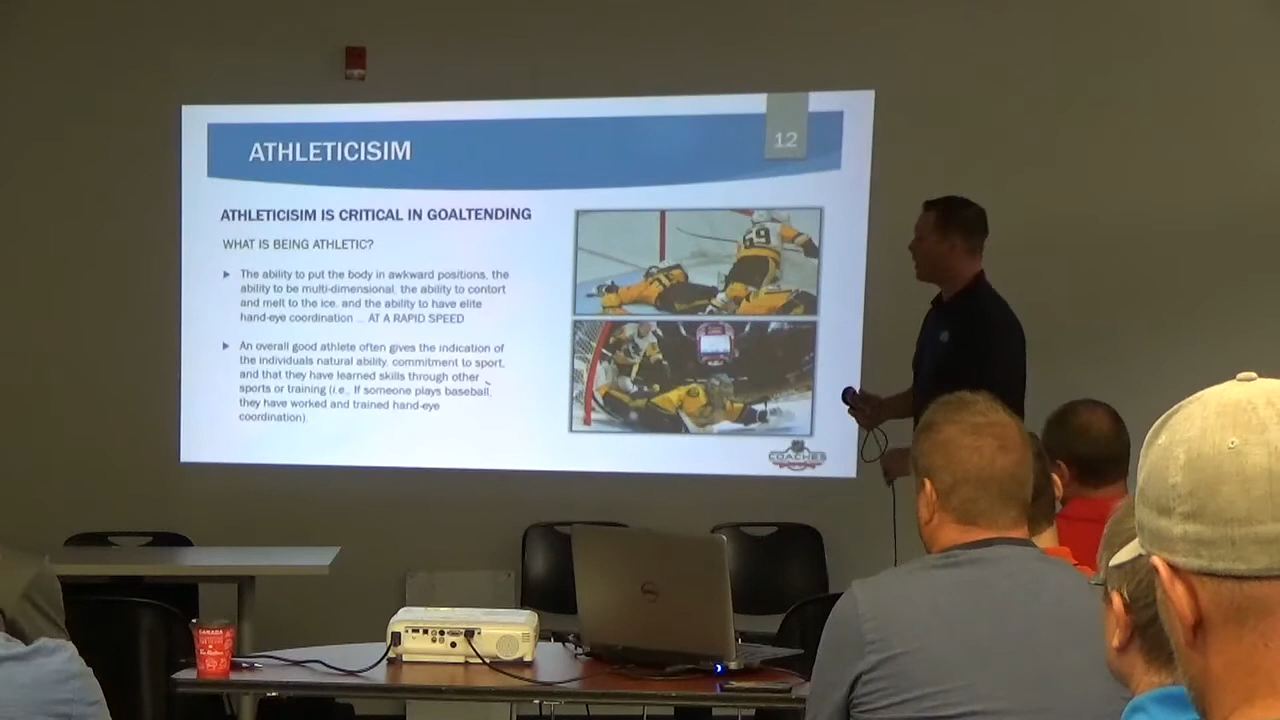 12
ATHLETICISIM
ATHLETICISIM IS CRITICAL IN GOALTENDING
WHAT IS BEING ATHLETIC?
The ability to put the body in awkward positions, the
ability to be multi-dimensional, the ability to contort
and melt to the ice, and the ability to have elite
hand-eye coordination ... AT A RAPID SPEED
An overall good athlete often gives the indication of
the individuals natural ability, commitment to sport,
and that they have learned skills through other
sports or training (i.e.. If someone plays baseball,
they have worked and trained hand-eye
coordination).
59
COACHES
DELL
CANADA